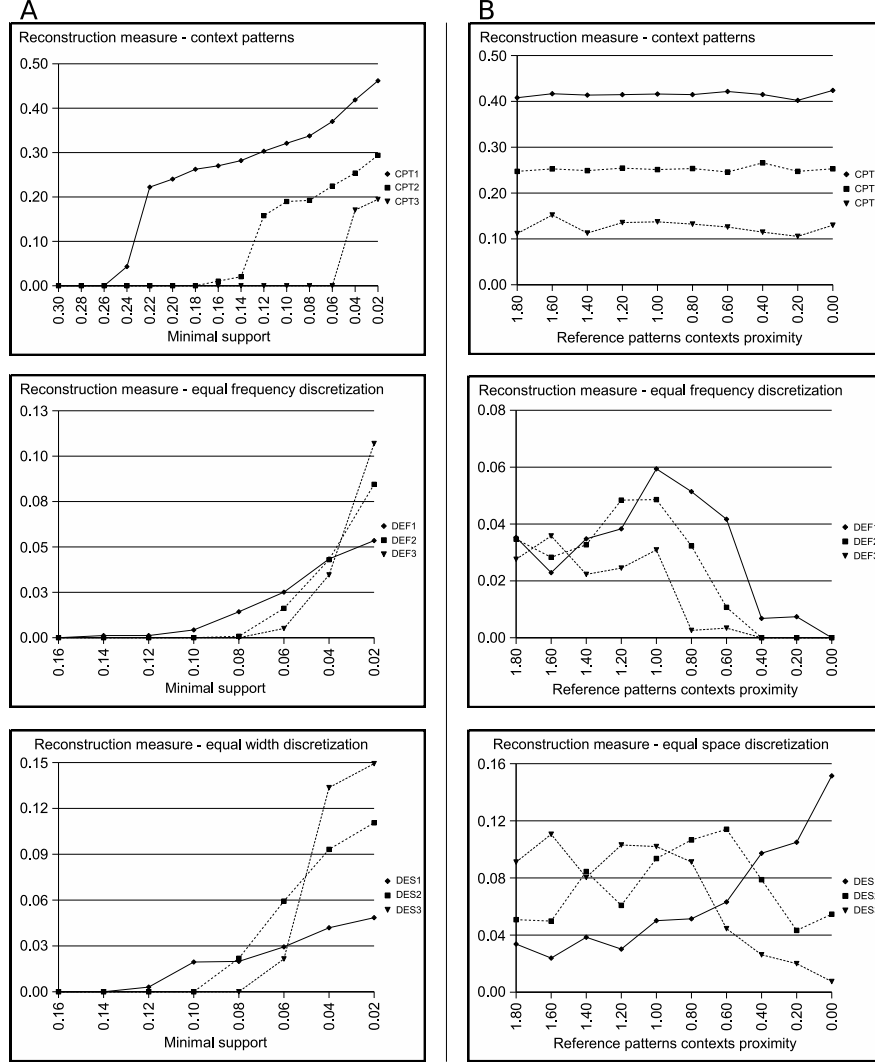 A
Reconstruction measure - context patterns
0.50
0.40
0.30
0.20
0.10
0.00
CPT1
CPT2
CPT3
0.30 0.28 0.26 0.24 0.22 0.20 0.18 0.16 0.14 0.12 0.10 0.08 0.06 0.04 0.02
Minimal support
Reconstruction measure - equal frequency discretization
0.13
0.10
0.08
0.05
0.03
0.00
DEF1
DEF2
DEF3
0.16 0.14 0.12 0.10 0.08 0.06 0.04 0.02
Minimal support
Reconstruction measure - equal width discretization
0.15
0.12
0.09
0.06
0.03
0.00
DES1
DES2
DES3
0.16 0.14 0.12 0.10 0.08 0.06 0.04 0.02
Minimal support
B
Reconstruction measure - context patterns
0.50
0.40
0.30
0.20
0.10
0.00
CPT
CPT
CPT
1.80 1.60 1.40 1.20 1.00 0.80 0.60 0.40 0.20 0.00
Reference patterns contexts proximity
Reconstruction measure - equal frequency discretization
0.08
0.06
0.04
0.02
0.00
DEF1
DEF2
DEF3
1.80 1.60 1.40 1.20 1.00 0.80 0.60 0.40 0.20 0.00
Reference patterns contexts proximity
Reconstruction measure - equal space discretization
0.16
0.12
0.08
0.04
0.00
DES
DES
DES
1.80 1.60 1.40 1.20 1.00 0.80 0.60 0.40 0.20 0.00
Reference patterns contexts proximity